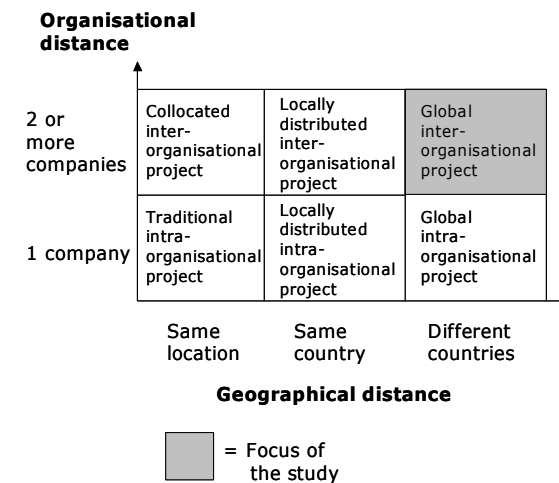 Organisational
distance
2 or
more
companies
Collocated
inter-
organisational
project
Locally
distributed
inter-
organisational
project
Global
inter-
organisational
project
1 company
Traditional
intra-
organisational
project
Locally
distributed
intra-
organisational
project
Global
intra-
organisational
project
Same
location
Same
country
Different
countries
Geographical distance
= Focus of
the study